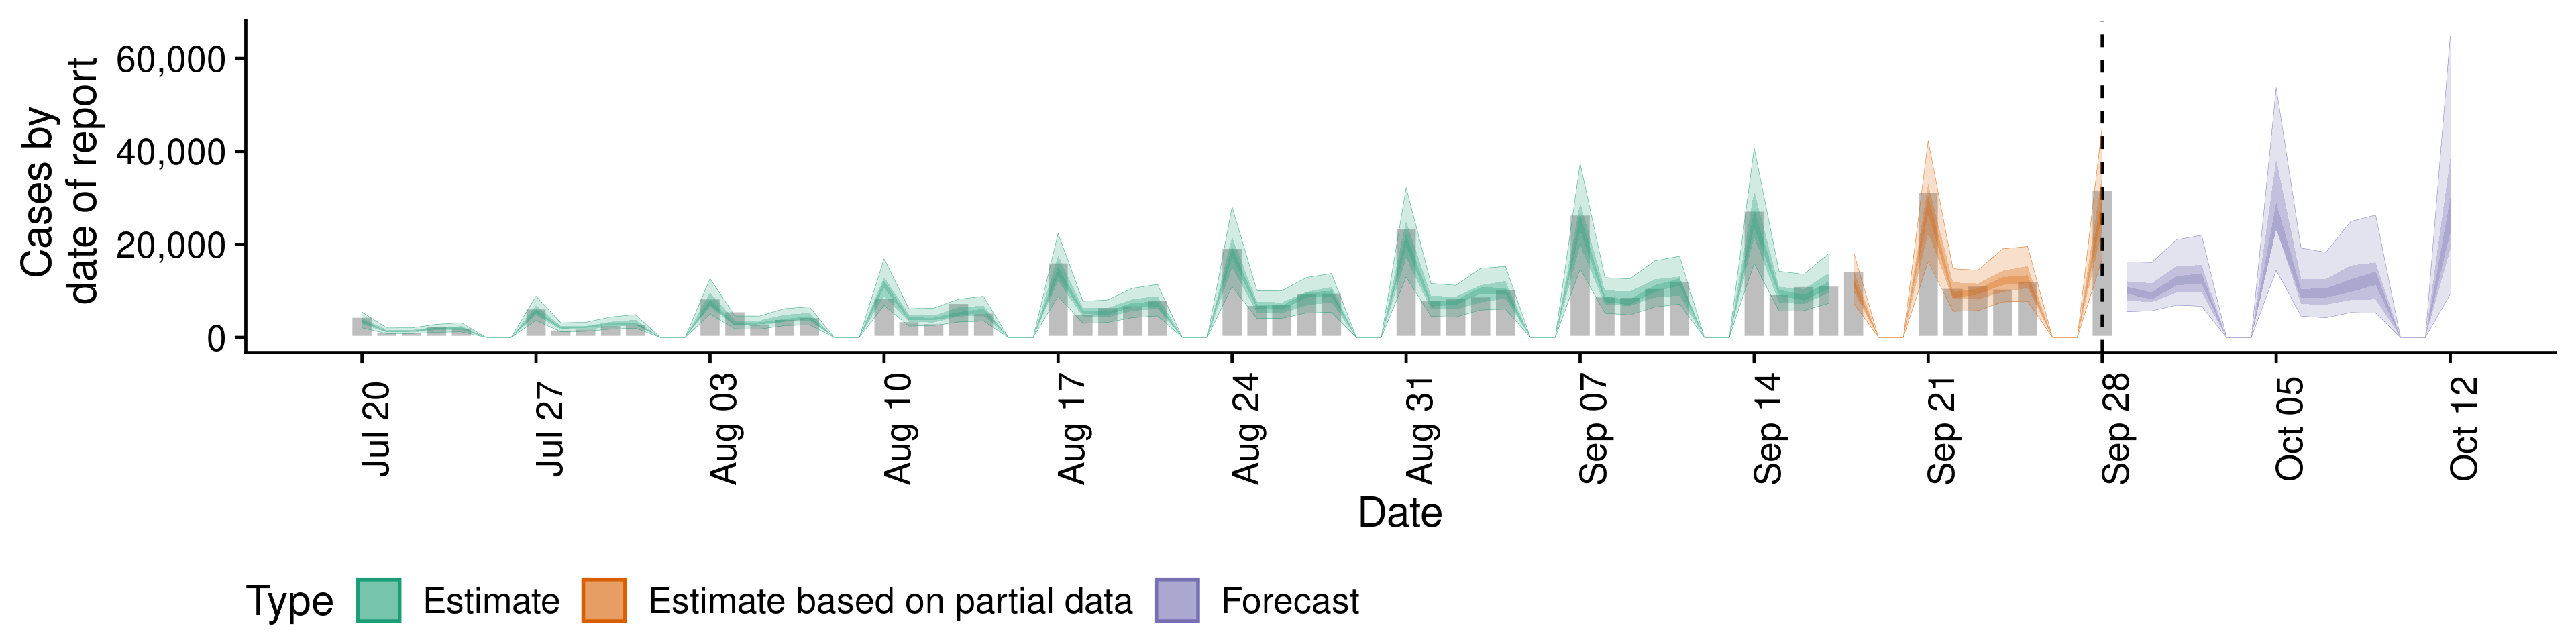 Cases by
date of report
60,000
40,000
20,000
0
Jul 20
Jul 27
Aug 03
Aug 10
Aug 17
Aug 24
Aug 31
Sep 07
Sep 14
Sep 21
Sep 28
Oct 05
Oct 12
Date
Type Estimate Estimate based on partial data Forecast